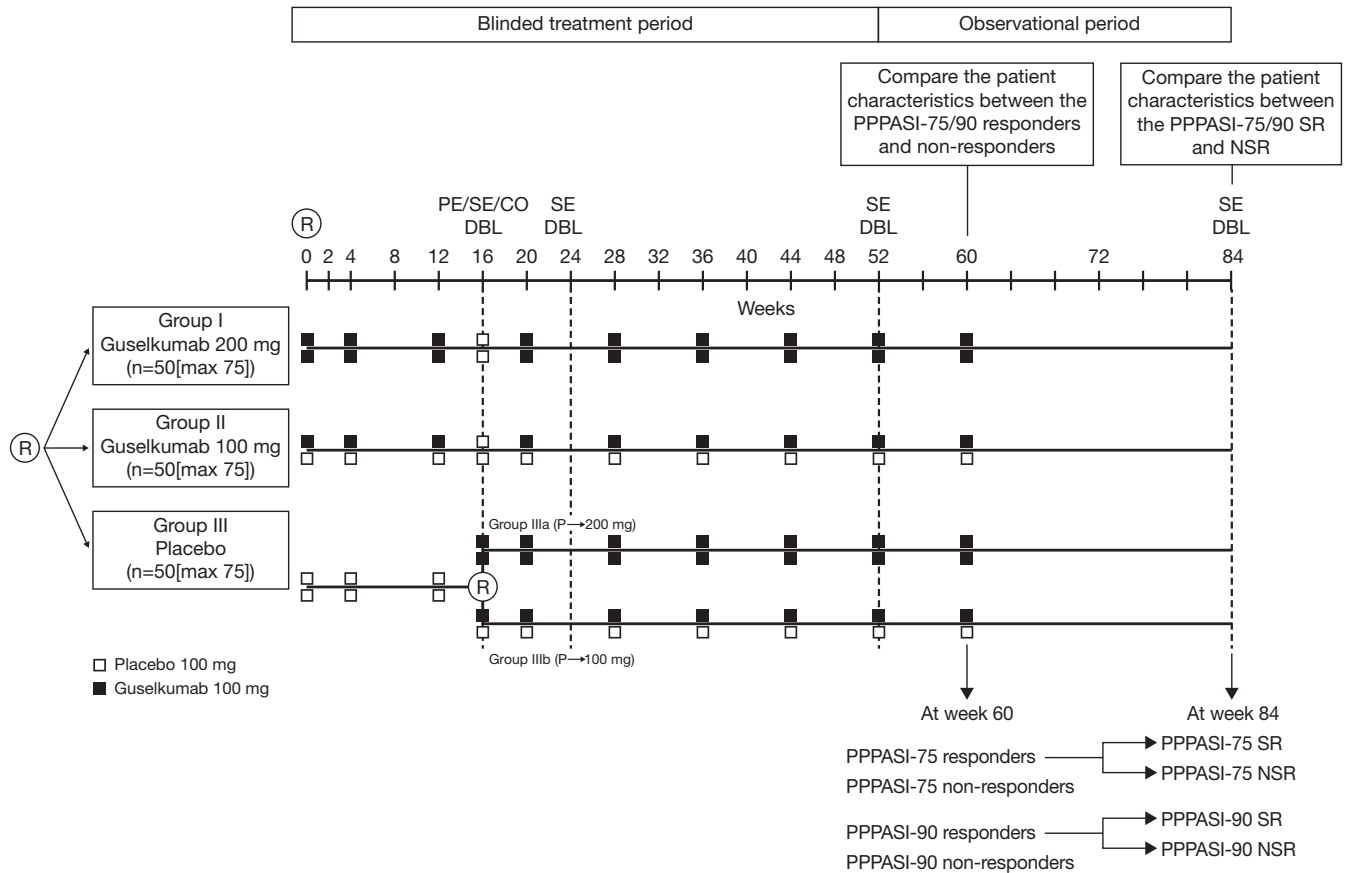 Blinded treatment period
Observational period
Compare the patient
characteristics between the
PPPASI-75/90 responders
and non-responders
Compare the patient
characteristics between
the PPPASI-75/90 SR
and NSR
R
PE/SE/CO
DBL
SE
DBL
SE
DBL
SE
DBL
0 2 4 8 12 16 20 24 28 32 36 40 44 48 52 60 72 84
Weeks
R
Group I
Guselkumab 200 mg
(n=50[max 75])
Group II
Guselkumab 100 mg
(n=50[max 75])
Group III
Placebo
(n=50[max 75])
Group IIIa (P→200 mg)
R
Group IIIb (P→100 mg)
Placebo 100 mg
Guselkumab 100 mg
At week 60
At week 84
PPPASI-75 responders
PPPASI-75 non-responders
PPPASI-75 SR
PPPASI-75 NSR
PPPASI-90 responders
PPPASI-90 non-responders
PPPASI-90 SR
PPPASI-90 NSR